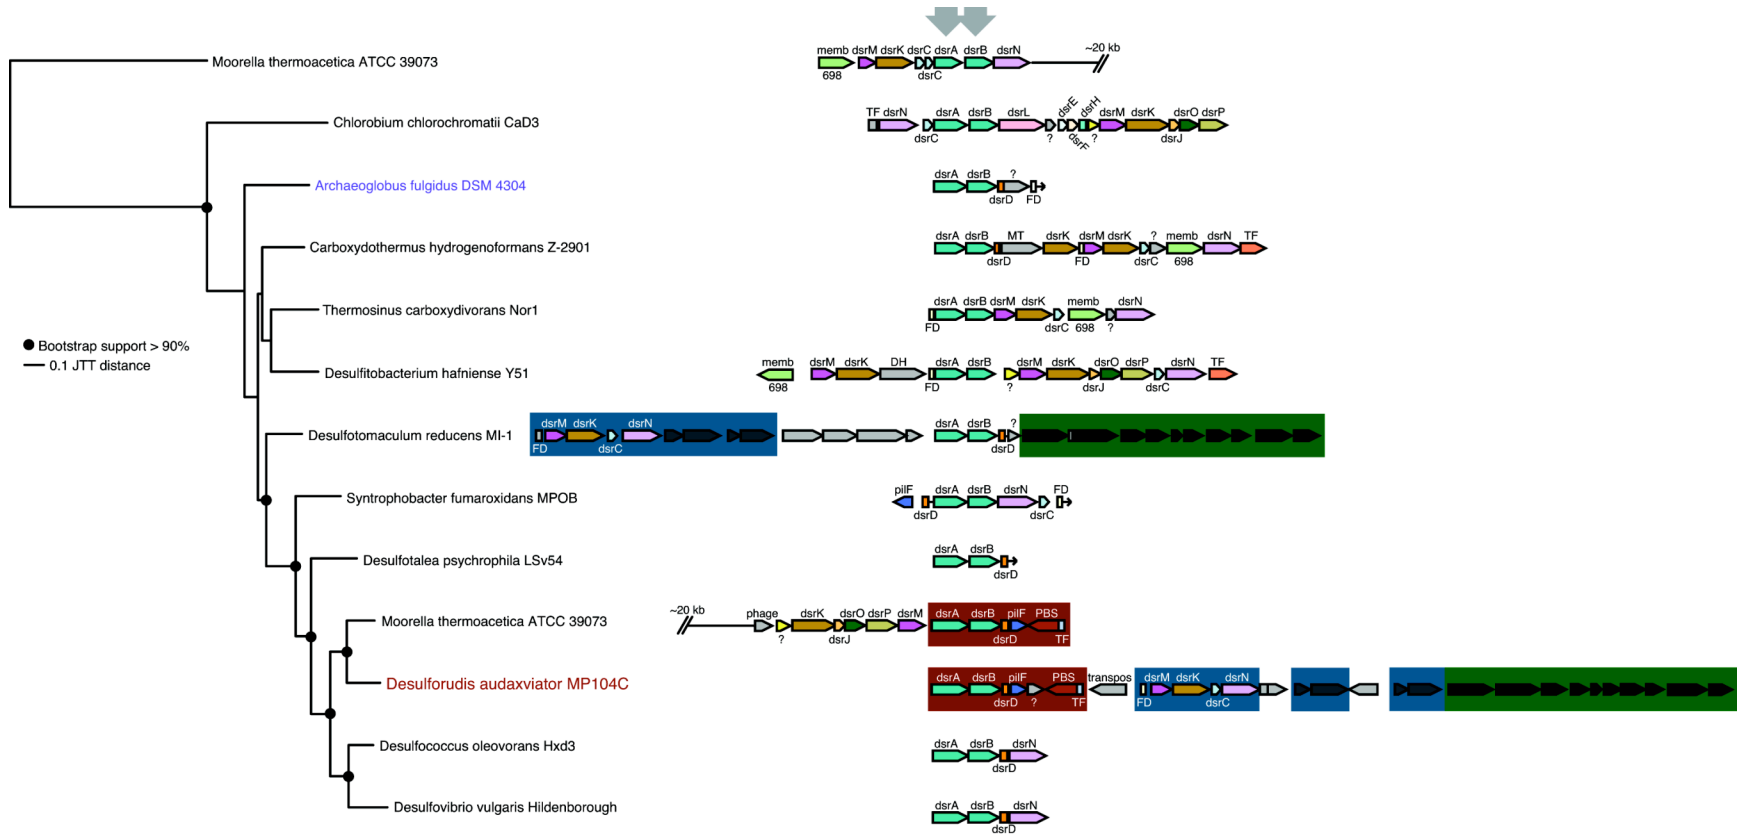 memb dsrM dsrK dsrC dsrA dsrB dsrN ~20 kb
Moorella thermoacetica ATCC 39073
698 dsrC
TF dsrN dsrA dsrB dsrL dsrE dsrH dsrM dsrK dsrO dsrP
Chlorobium chlorochromatii CaD3
dsrC ? dsrF ? dsrJ
dsrA dsrB ?
Archaeoglobus fulgidus DSM 4304
dsrD FD
dsrA dsrB MT dsrK dsrM dsrK ? memb dsrN TF
Carboxydothermus hydrogenoformans Z-2901
dsrD FD dsrC 698
dsrA dsrB dsrM dsrK memb dsrN
Thermosinus carboxydivorans Nor1
FD dsrC 698 ?
Bootstrap support > 90%
0.1 JTT distance
memb dsrM dsrK DH dsrA dsrB dsrM dsrK dsrO dsrP dsrN TF
Desulfitobacterium hafniense Y51
698 FD ? dsrJ dsrC
dsrM dsrK dsrN dsrA dsrB ?
Desulfotomaculum reducens MI-1
FD dsrC dsrD
pilF dsrA dsrB dsrN FD
Syntrophobacter fumaroxidans MPOB
dsrD dsrC
dsrA dsrB
Desulfotalea psychrophila LSv54
dsrD
~20 kb phage dsrK dsrO dsrP dsrM dsrA dsrB pilF PBS
Moorella thermoacetica ATCC 39073
? dsrJ dsrD TF
dsrA dsrB pilF PBS transpos dsrM dsrK dsrN
Desulforudis audaxviator MP104C
dsrD ? TF FD dsrC
dsrA dsrB dsrN
Desulfococcus oleovorans Hxd3
dsrD
dsrA dsrB dsrN
Desulfovibrio vulgaris Hildenborough
dsrD